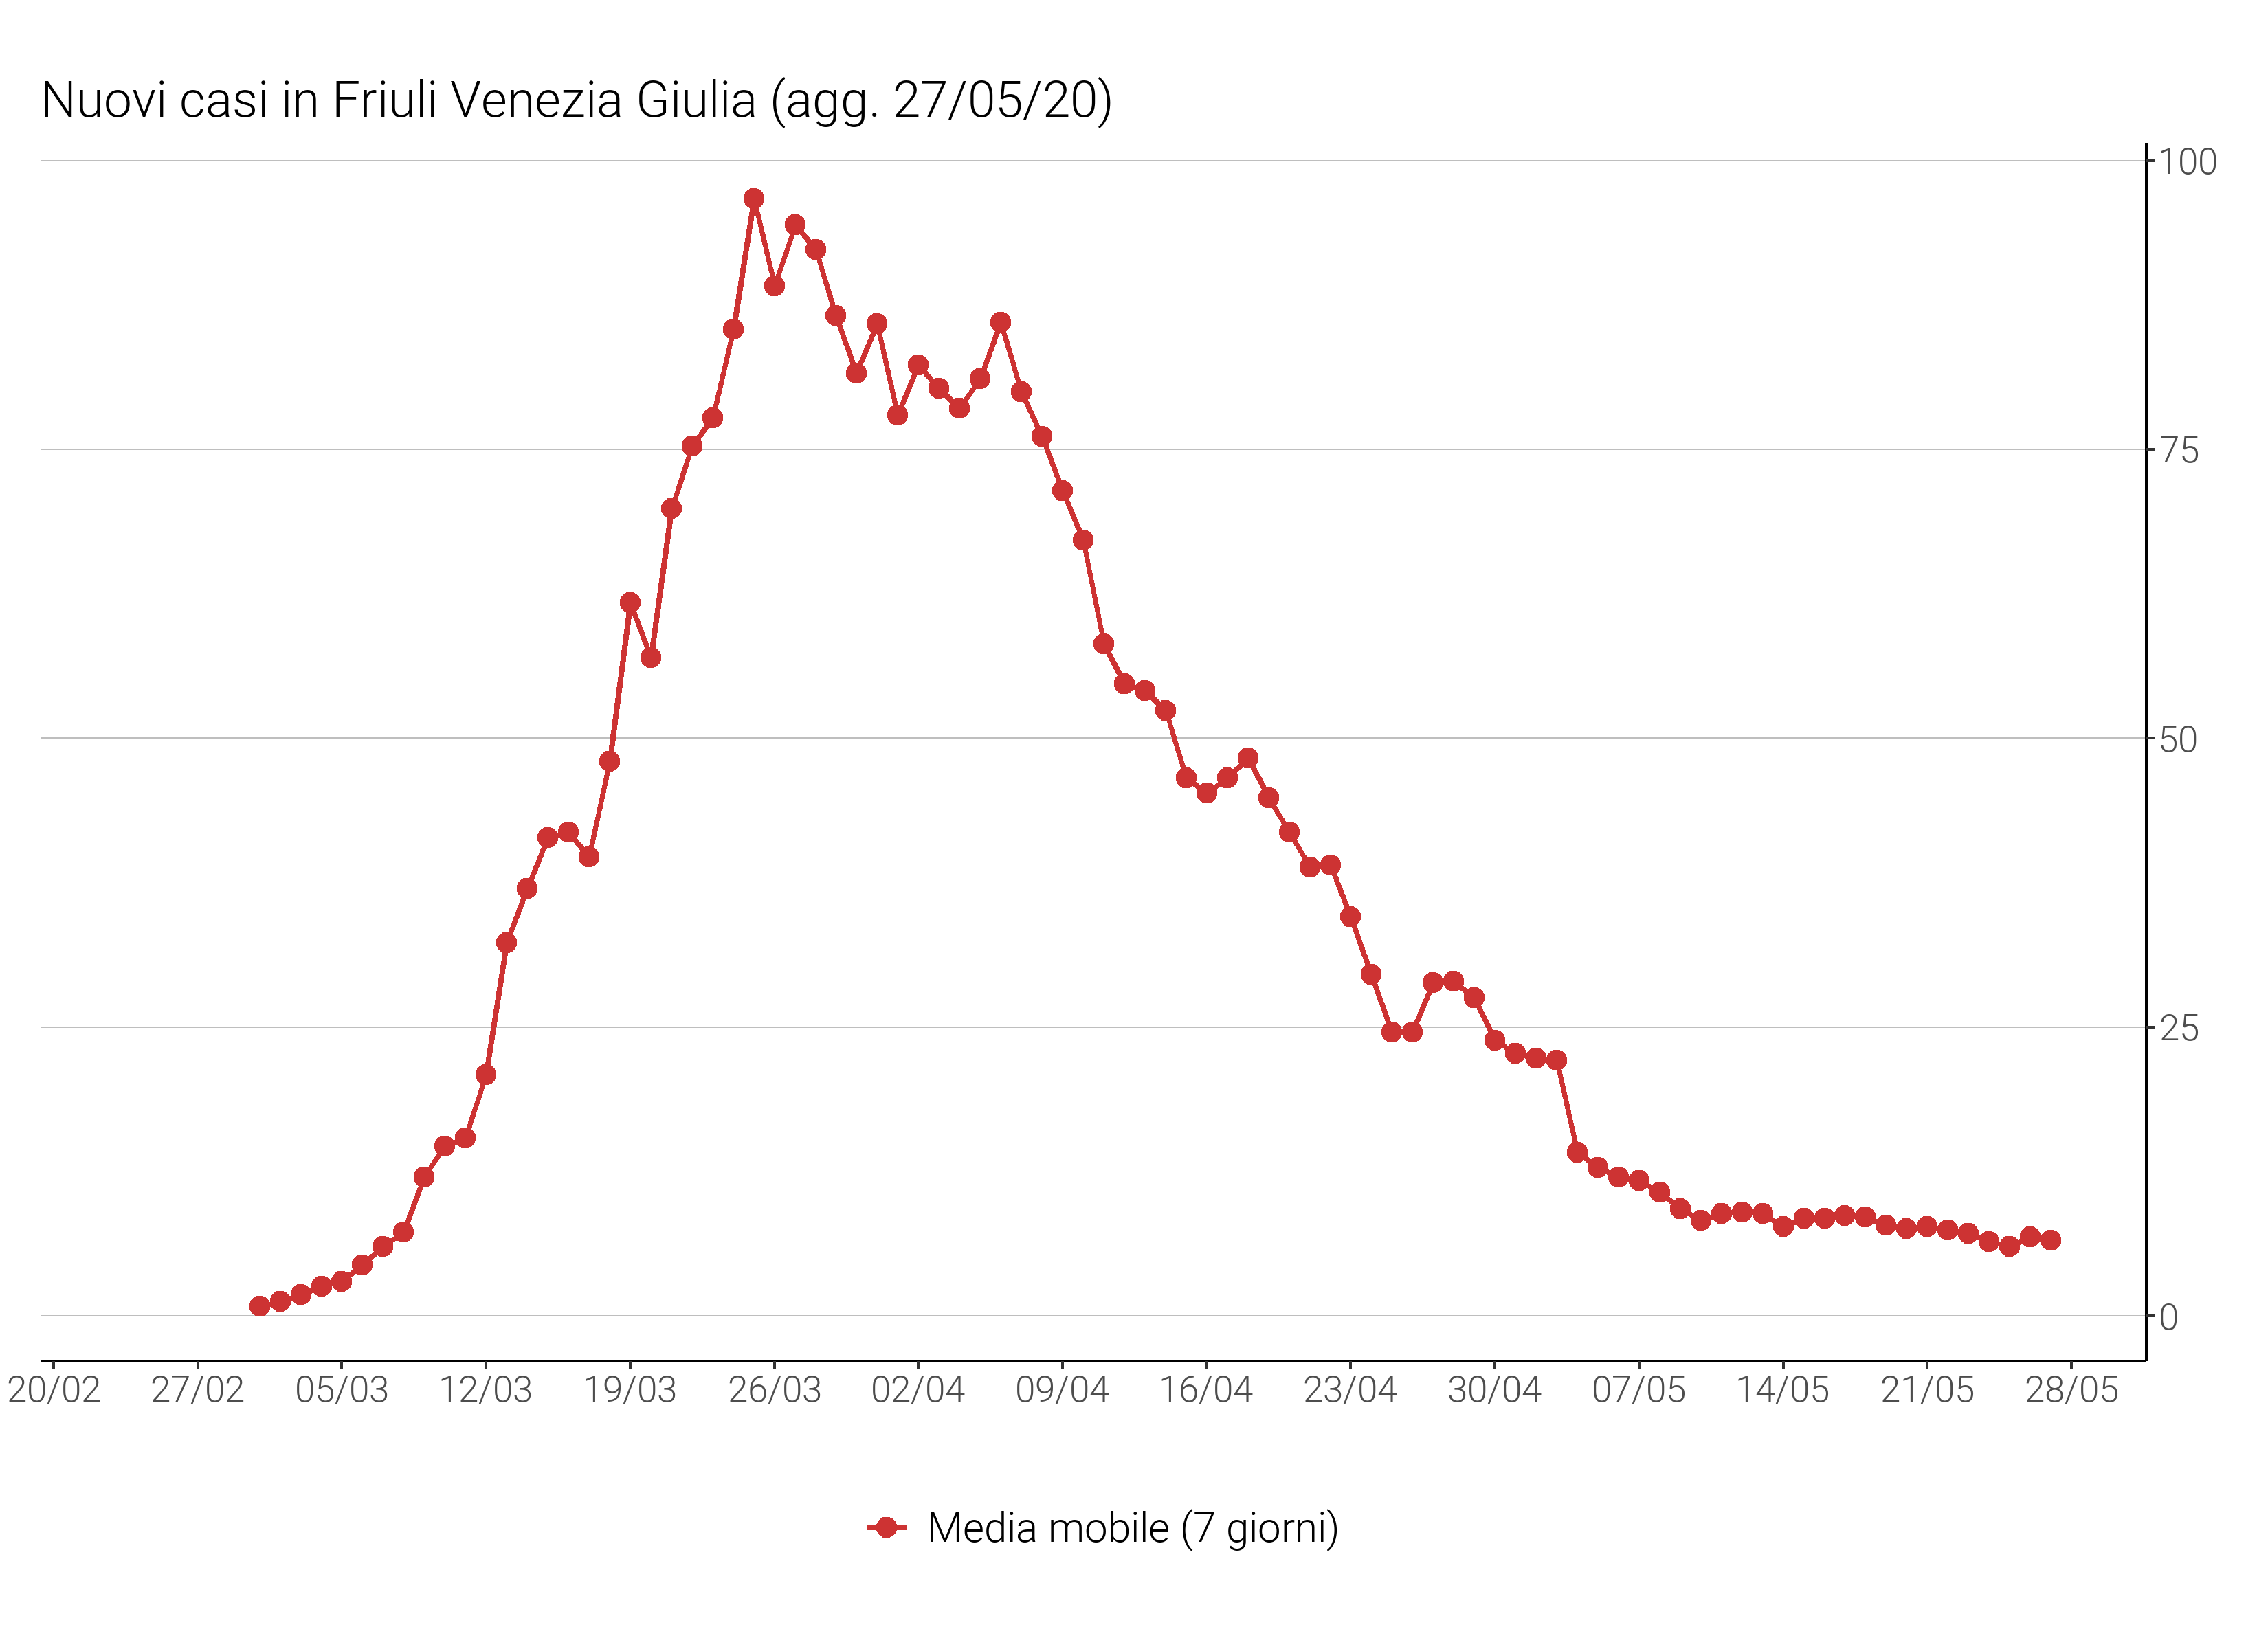 Nuovi casi in Friuli Venezia Giulia (agg. 27/05/20)
100
75
50
25
0
20/02 27/02 05/03 12/03 19/03 26/03 02/04 09/04 16/04 23/04 30/04 07/05 14/05 21/05 28/05
Media mobile (7 giorni)